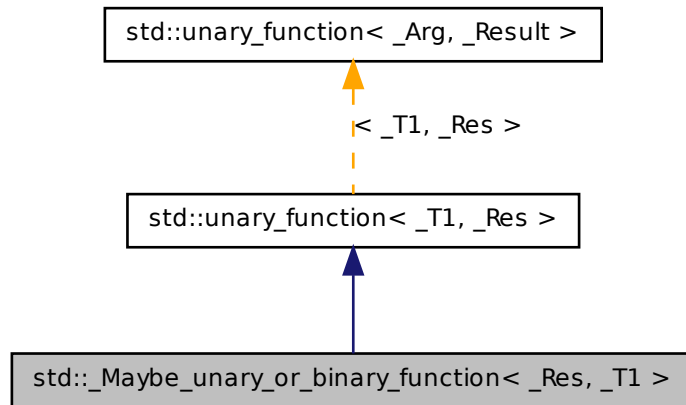 std::unary_function< _Arg, _Result >
< _T1, _Res >
std::unary_function< _T1, _Res >
std::_Maybe_unary_or_binary_function< _Res, _T1 >